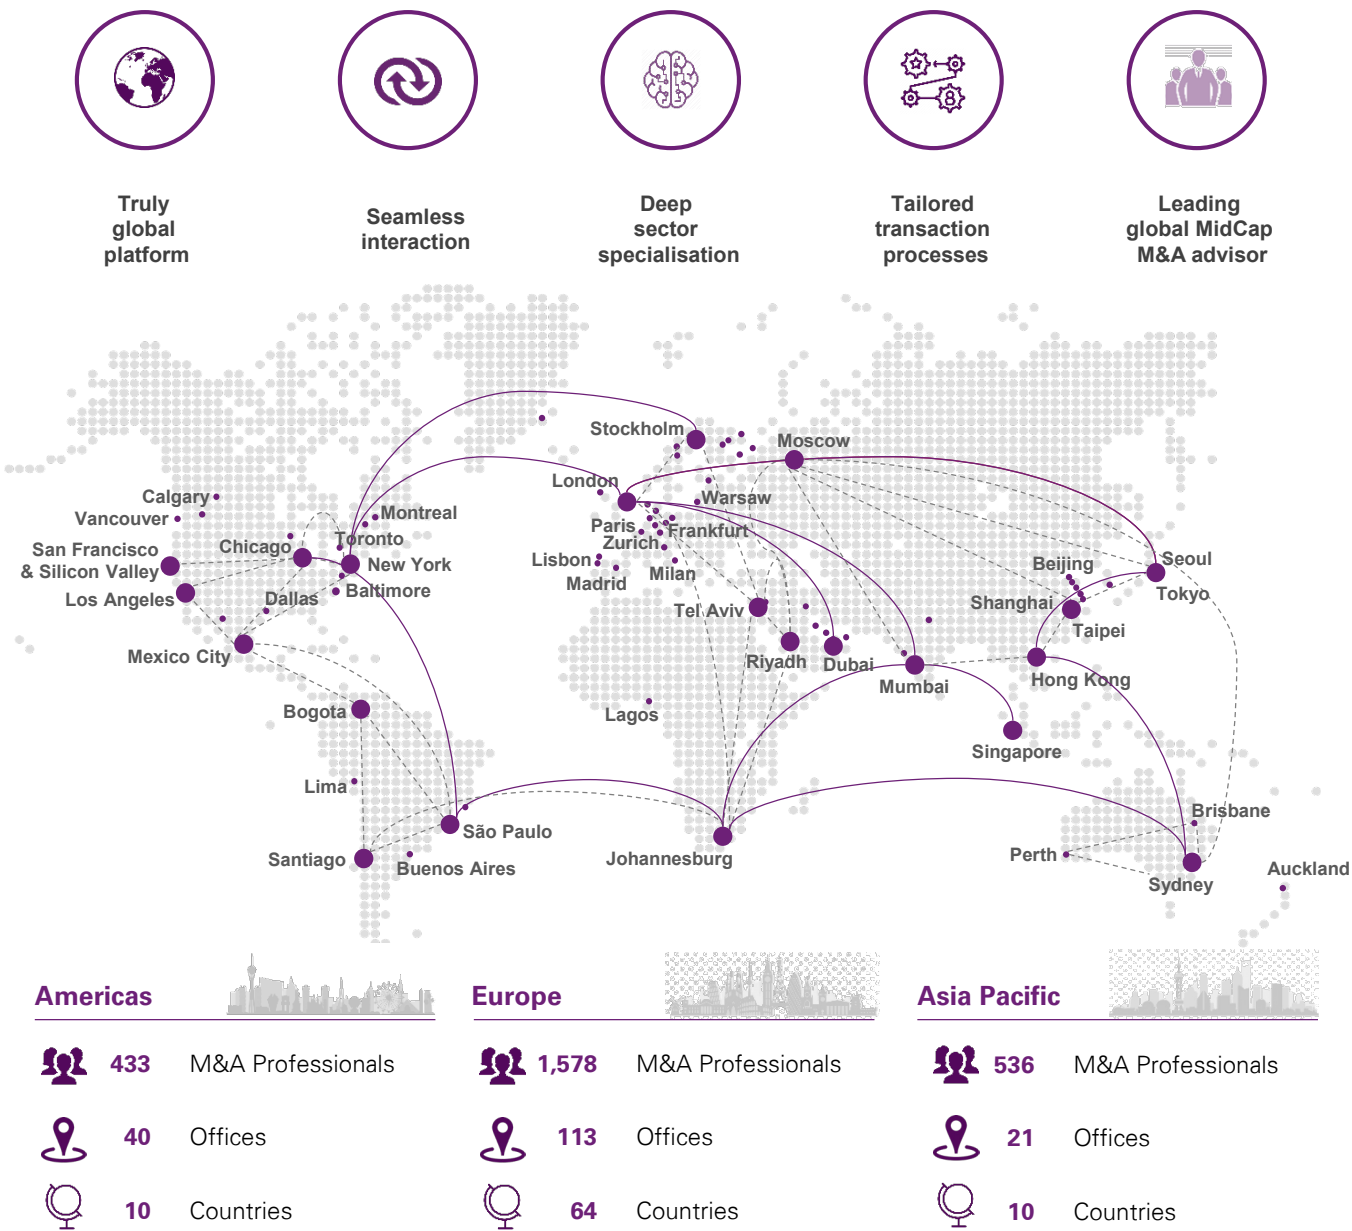 Truly
global
platform
Seamless
interaction
Deep
sector
specialisation
Tailored
transaction
processes
Leading
global MidCap
M&A advisor
Stockholm
Moscow
London
Warsaw
Calgary
Vancouver
Montreal
Paris
Frankfurt
Toronto
Zurich
San Francisco
& Silicon Valley
Chicago
New York
Lisbon
Milan
Madrid
Seoul
Beijing
Los Angeles
Dallas
Baltimore
Tel Aviv
Shanghai
Tokyo
Taipei
Mexico City
Riyadh
Dubai
Mumbai
Hong Kong
Bogota
Lagos
Singapore
Lima
Brisbane
São Paulo
Santiago
Buenos Aires
Johannesburg
Perth
Sydney
Auckland
Americas
433 M&A Professionals
40 Offices
10 Countries
Europe
1,578 M&A Professionals
113 Offices
64 Countries
Asia Pacific
536 M&A Professionals
21 Offices
10 Countries